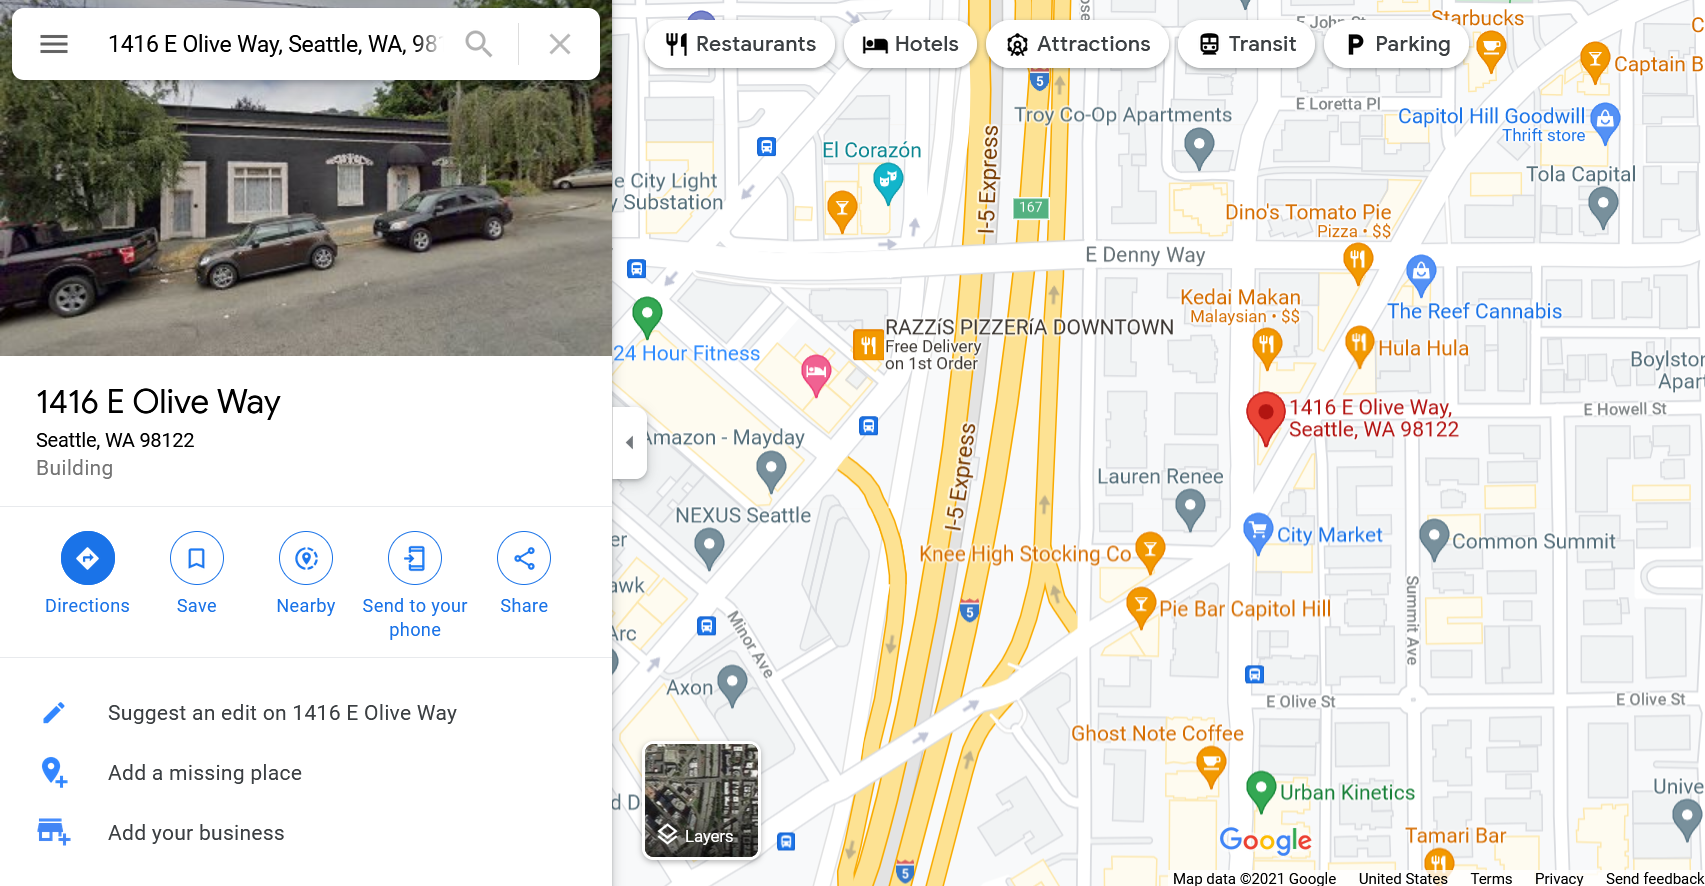 1416 E Olive Way, Seattle, WA, 98
Restaurants
Hotels
Attractions
Transit
Parking
1416 E Olive Way
Seattle, WA 98122
Building
Directions
Save
Nearby
Send to your
phone
Share
Suggest an edit on 1416 E Olive Way
Add a missing place
Add your business
E John St
Starbucks
Captain B
5
Troy Co-Op Apartments
E Loretta Pl
Capitol Hill Goodwill
Thrift store
El Corazón
I-5 Express
e City Light
y Substation
Tola Capital
167
Dino's Tomato Pie
Pizza • $$
E Denny Way
Kedai Makan
Malaysian • $$
The Reef Cannabis
RAZZíS PIZZERíA DOWNTOWN
Free Delivery
on 1st Order
24 Hour Fitness
Hula Hula
Boylston
Apart
1416 E Olive Way,
Seattle, WA 98122
E Howell St
Amazon - Mayday
I-5 Express
Lauren Renee
NEXUS Seattle
City Market
Common Summit
er
Knee High Stocking Co
awk
Summit Ave
5
Pie Bar Capitol Hill
Arc
Minor Ave
Axon
E Olive St
E Olive St
Ghost Note Coffee
Urban Kinetics
Unive
d D
Layers
Google
Tamari Bar
5
Map data ©2021 Google
United States
Terms
Privacy
Send feedback